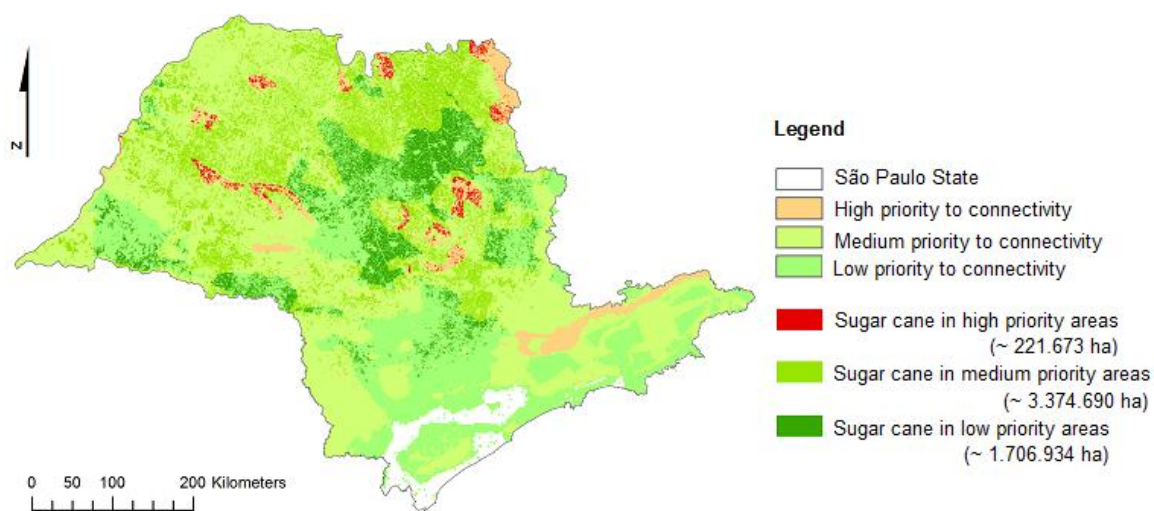 N
Legend
São Paulo State
High priority to connectivity
Medium priority to connectivity
Low priority to connectivity
Sugar cane in high priority areas
(~ 221.673 ha)
Sugar cane in medium priority areas
(~ 3.374.690 ha)
Sugar cane in low priority areas
(~ 1.706.934 ha)
0 50 100 200 Kilometers